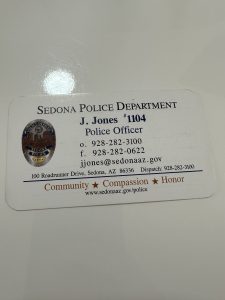 SEDONA POLICE DEPARTMENT
J. Jones #1104
Police Officer
o. 928-282-3100
f. 928-282-0622
jjones@sedonaaz.gov
100 Roadrunner Drive, Sedona, AZ 86336 Dispatch 928-282-3100
Community ★ Compassion ★ Honor
www.sedonaaz.gov/police